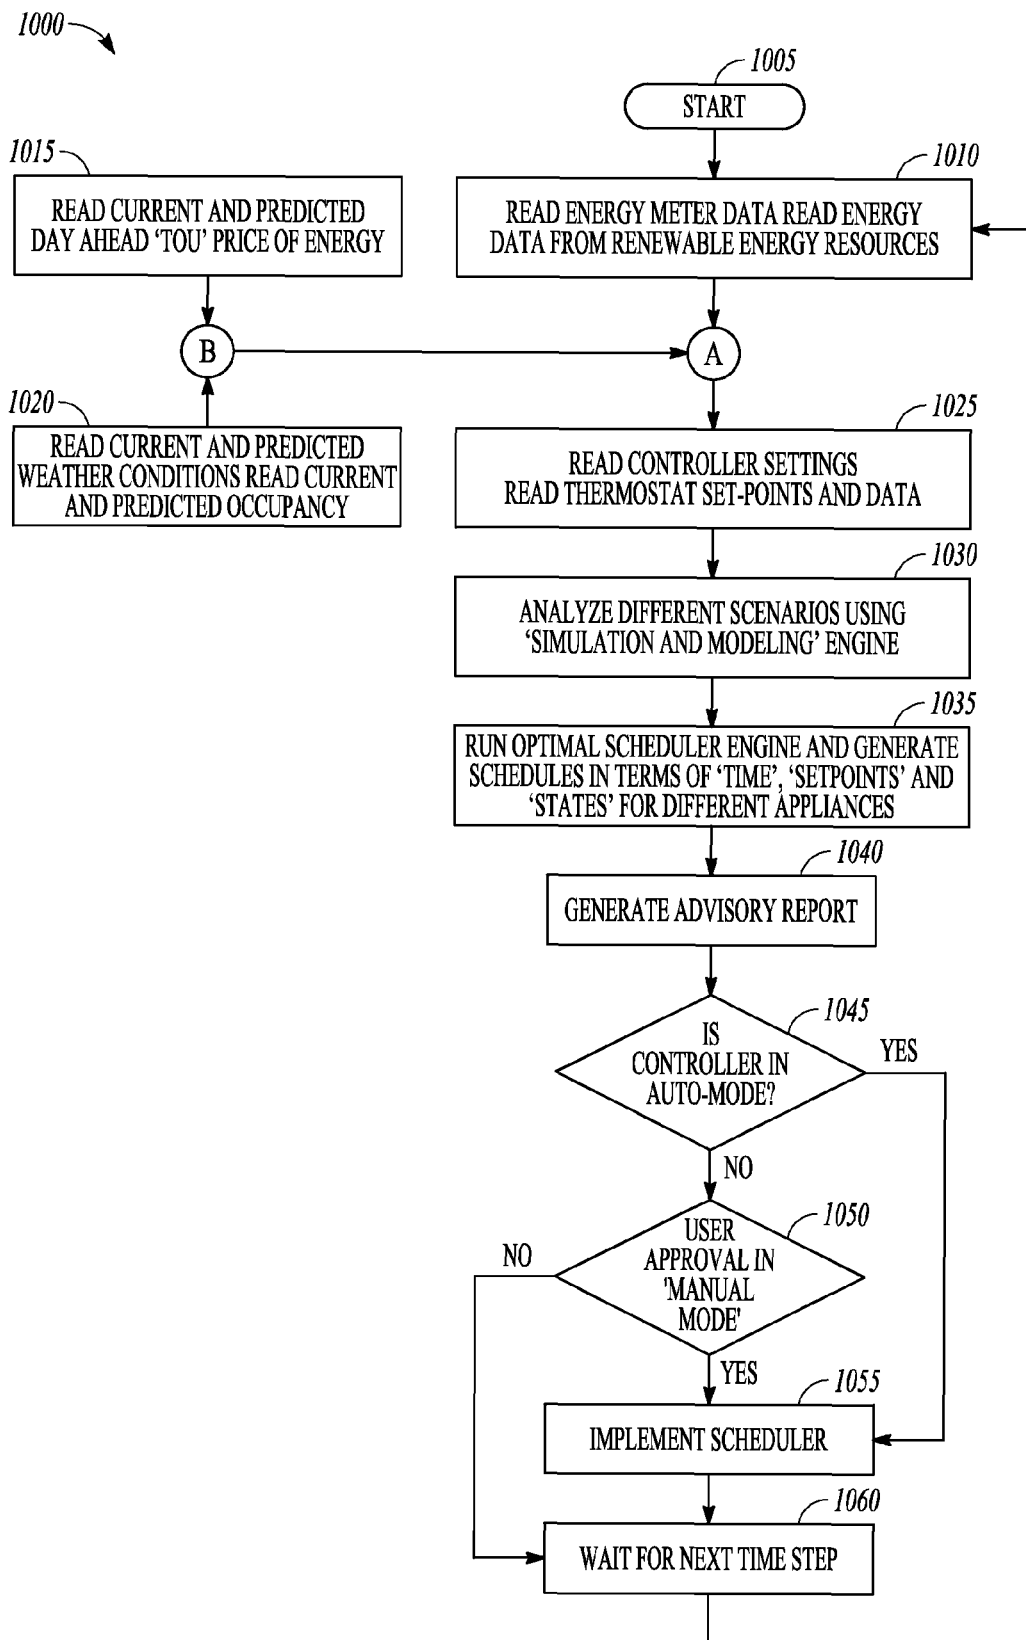 1000
1005
START
1015
READ CURRENT AND PREDICTED
DAY AHEAD ‘TOU’ PRICE OF ENERGY
1010
READ ENERGY METER DATA READ ENERGY
DATA FROM RENEWABLE ENERGY RESOURCES
B
A
1020
READ CURRENT AND PREDICTED
WEATHER CONDITIONS READ CURRENT
AND PREDICTED OCCUPANCY
1025
READ CONTROLLER SETTINGS
READ THERMOSTAT SET-POINTS AND DATA
1030
ANALYZE DIFFERENT SCENARIOS USING
‘SIMULATION AND MODELING’ ENGINE
1035
RUN OPTIMAL SCHEDULER ENGINE AND GENERATE
SCHEDULES IN TERMS OF ‘TIME’, ‘SETPOINTS’ AND
‘STATES’ FOR DIFFERENT APPLIANCES
1040
GENERATE ADVISORY REPORT
1045
IS
CONTROLLER IN
AUTO-MODE?
YES
NO
1050
USER
APPROVAL IN
'MANUAL
MODE'
NO
YES
1055
IMPLEMENT SCHEDULER
1060
WAIT FOR NEXT TIME STEP